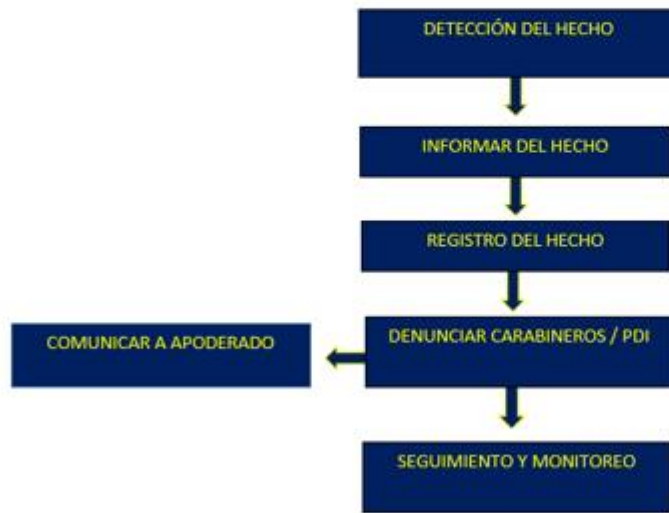 DETECCIÓN DEL HECHO
INFORMAR DEL HECHO
REGISTRO DEL HECHO
COMUNICAR A APODERADO
DENUNCIAR CARABINEROS / PDI
SEGUIMIENTO Y MONITOREO